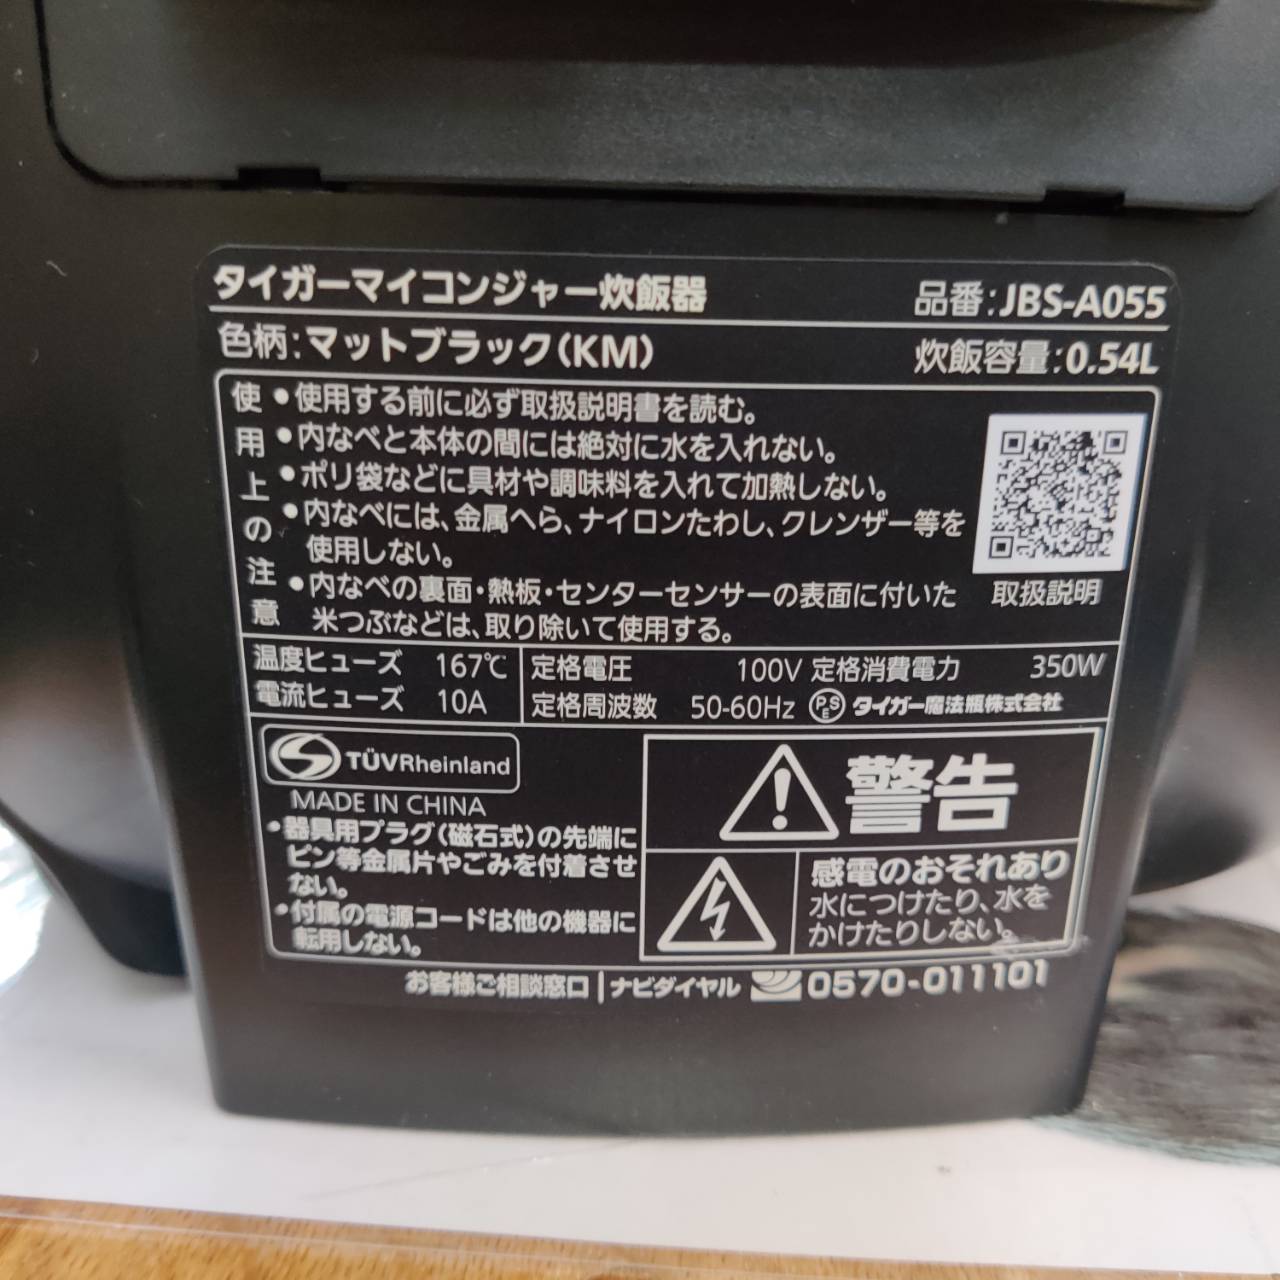 タイガーマイコンジャー炊飯器 品番:JBS-A055
色柄:マットブラック(KM) 炊飯容量:0.54L
使用上の注意
●使用する前に必ず取扱説明書を読む。
●内なべと本体の間には絶対に水を入れない。
●ポリ袋などに具材や調味料を入れて加熱しない。
●内なべには、金属へら、ナイロンたわし、クレンザー等を
使用しない。
●内なべの裏面・熱板・センターセンサーの表面に付いた
米つぶなどは、取り除いて使用する。
取扱説明
温度ヒューズ 167℃ 定格電圧 100V 定格消費電力 350W
電流ヒューズ 10A 定格周波数 50-60Hz PSE タイガー魔法瓶株式会社
TÜVRheinland
MADE IN CHINA
●器具用プラグ(磁石式)の先端に
ピン等金属片やごみを付着させ
ない。
●付属の電源コードは他の機器に
転用しない。
警告
感電のおそれあり
水につけたり、水を
かけたりしない。
お客様ご相談窓口|ナビダイヤル 0570-011101